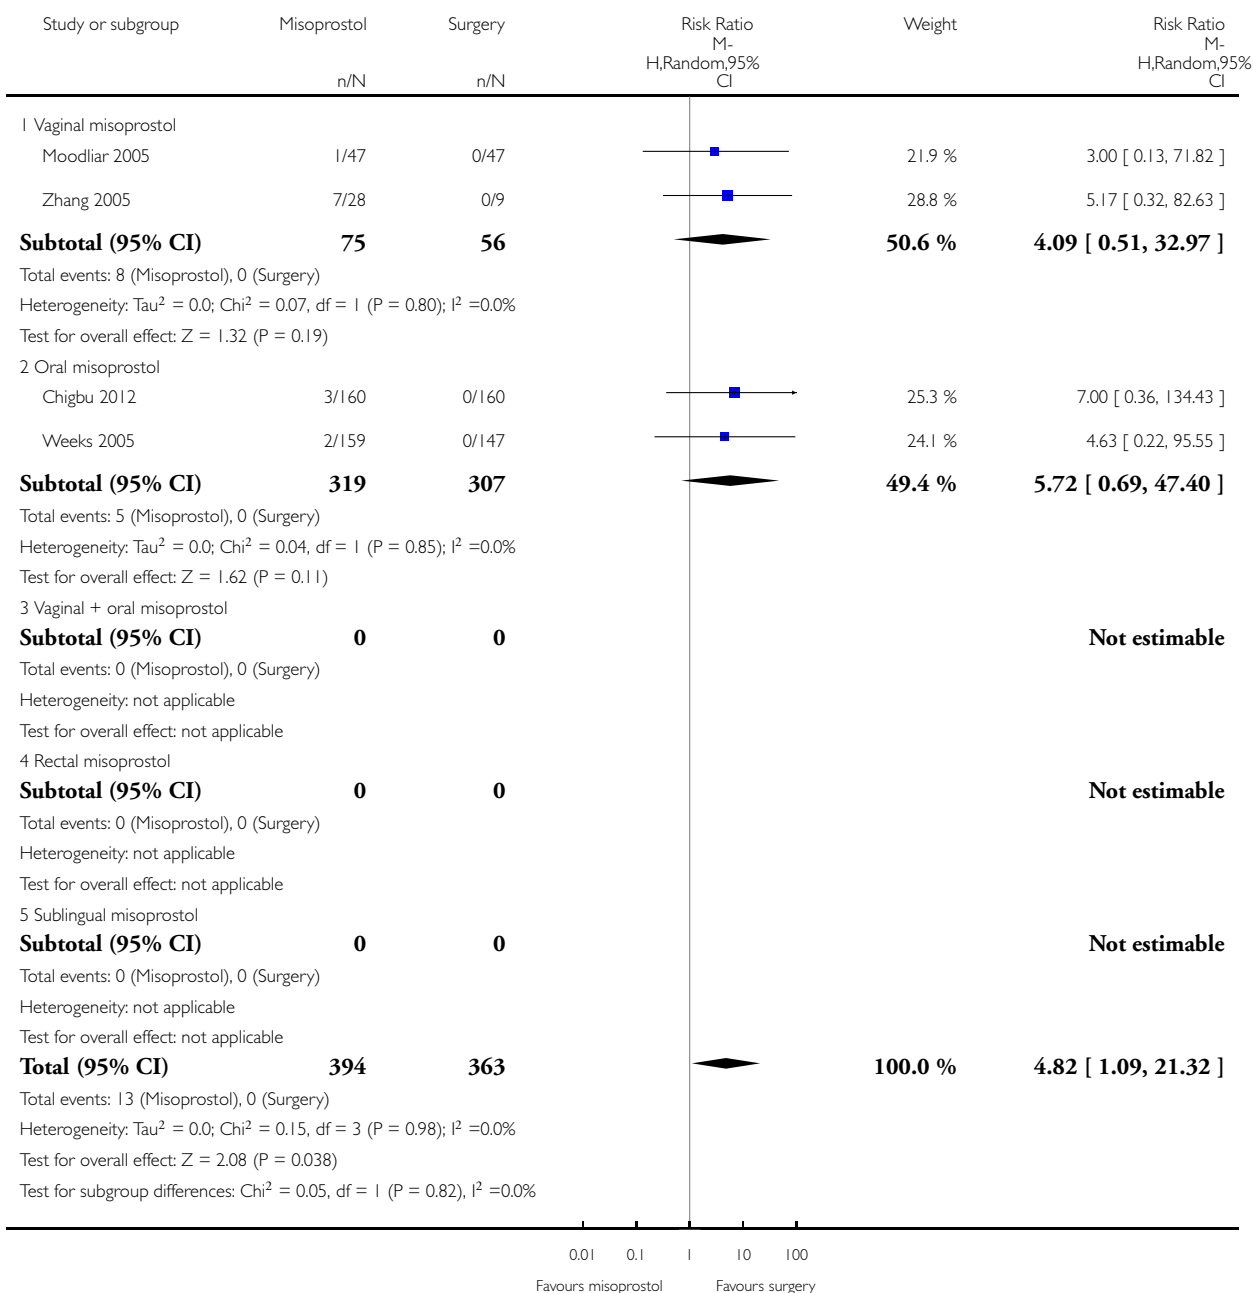 Study or subgroup Misoprostol Surgery Risk Ratio Weight Risk Ratio
M- M-
H,Random,95% H,Random,95%
n/N n/N CI CI
1 Vaginal misoprostol
Moodliar 2005 1/47 0/47 21.9 % 3.00 [ 0.13, 71.82 ]
Zhang 2005 7/28 0/9 28.8 % 5.17 [ 0.32, 82.63 ]
Subtotal (95% CI) 75 56 50.6 % 4.09 [ 0.51, 32.97 ]
Total events: 8 (Misoprostol), 0 (Surgery)
Heterogeneity: Tau² = 0.0; Chi² = 0.07, df = 1 (P = 0.80); I² =0.0%
Test for overall effect: Z = 1.32 (P = 0.19)
2 Oral misoprostol
Chigbu 2012 3/160 0/160 25.3 % 7.00 [ 0.36, 134.43 ]
Weeks 2005 2/159 0/147 24.1 % 4.63 [ 0.22, 95.55 ]
Subtotal (95% CI) 319 307 49.4 % 5.72 [ 0.69, 47.40 ]
Total events: 5 (Misoprostol), 0 (Surgery)
Heterogeneity: Tau² = 0.0; Chi² = 0.04, df = 1 (P = 0.85); I² =0.0%
Test for overall effect: Z = 1.62 (P = 0.11)
3 Vaginal + oral misoprostol
Subtotal (95% CI) 0 0 Not estimable
Total events: 0 (Misoprostol), 0 (Surgery)
Heterogeneity: not applicable
Test for overall effect: not applicable
4 Rectal misoprostol
Subtotal (95% CI) 0 0 Not estimable
Total events: 0 (Misoprostol), 0 (Surgery)
Heterogeneity: not applicable
Test for overall effect: not applicable
5 Sublingual misoprostol
Subtotal (95% CI) 0 0 Not estimable
Total events: 0 (Misoprostol), 0 (Surgery)
Heterogeneity: not applicable
Test for overall effect: not applicable
Total (95% CI) 394 363 100.0 % 4.82 [ 1.09, 21.32 ]
Total events: 13 (Misoprostol), 0 (Surgery)
Heterogeneity: Tau² = 0.0; Chi² = 0.15, df = 3 (P = 0.98); I² =0.0%
Test for overall effect: Z = 2.08 (P = 0.038)
Test for subgroup differences: Chi² = 0.05, df = 1 (P = 0.82), I² =0.0%
0.01 0.1 1 10 100
Favours misoprostol Favours surgery